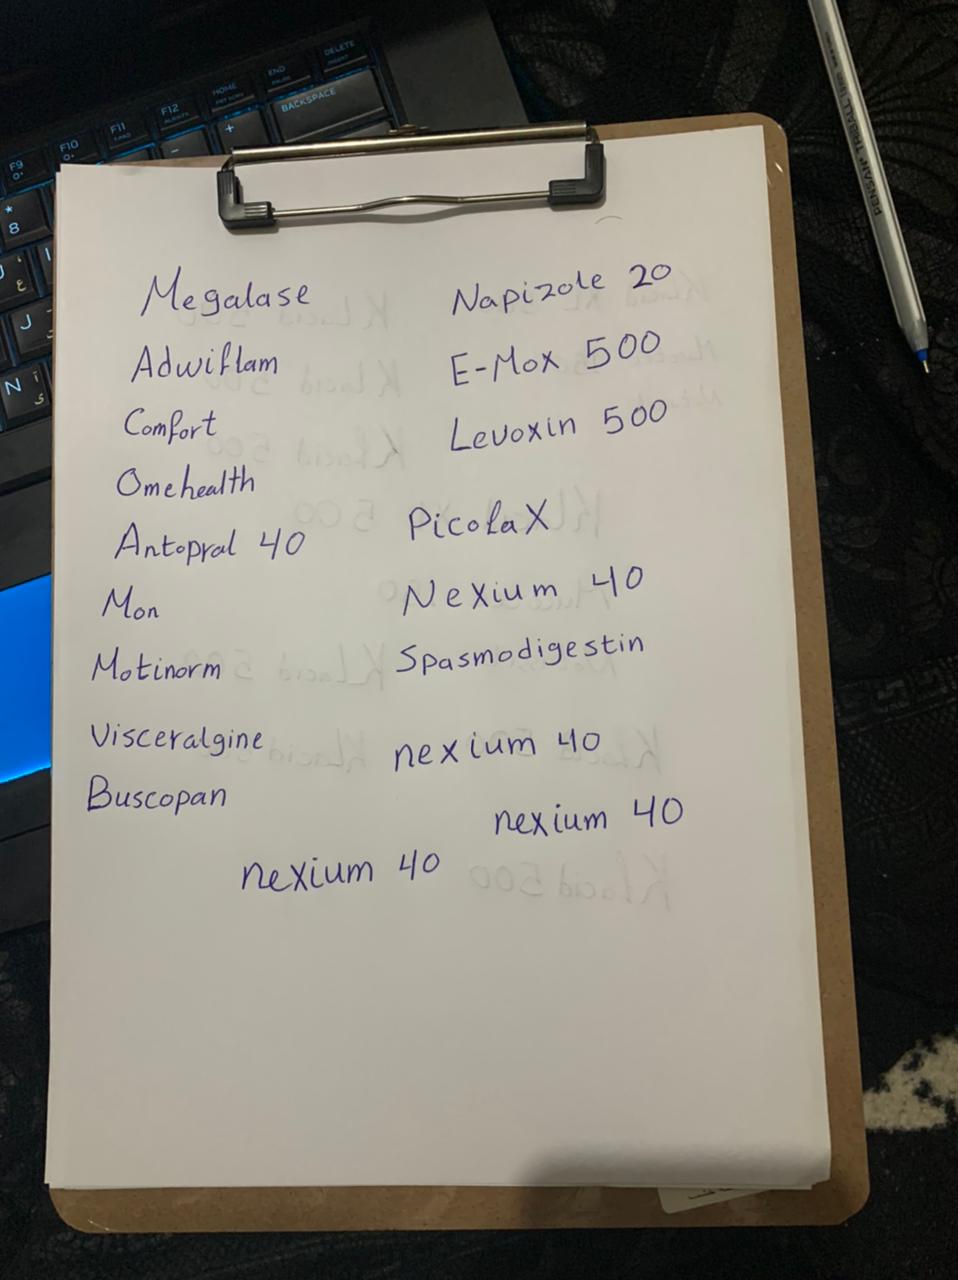 Megalase
Adwiflam
Comfort
Omehealth
Antopral 40
Mon
Motinorm
Visceralgine
Buscopan
Napizole 20
E-Mox 500
Levoxin 500
PicolaX
Nexium 40
Spasmodigestin
nexium 40
nexium 40
nexium 40
DELETE
END
HOME
F12
F11
F10
F9
BACKSPACE
+
-
*
8
N
PENSAN